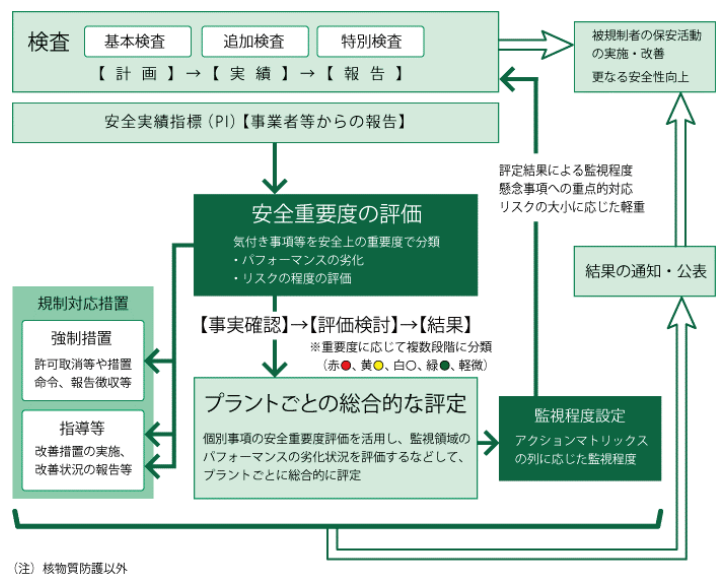 検査
基本検査
追加検査
特別検査
【 計 画 】→【 実 績 】→【 報 告 】
安全実績指標（PI）【事業者等からの報告】
被規制者の保安活動
の実施・改善
更なる安全性向上
評定結果による監視程度
懸念事項への重点的対応
リスクの大小に応じた軽重
安全重要度の評価
気付き事項等を安全上の重要度で分類
・パフォーマンスの劣化
・リスクの程度の評価
結果の通知・公表
規制対応措置
強制措置
許可取消等や措置
命令、報告徴収等
指導等
改善措置の実施、
改善状況の報告等
【事実確認】→【評価検討】→【結果】
※重要度に応じて複数段階に分類
（赤●、黄●、白○、緑●、軽微）
プラントごとの総合的な評定
個別事項の安全重要度評価を活用し、監視領域の
パフォーマンスの劣化状況を評価するなどして、
プラントごとに総合的に評定
監視程度設定
アクションマトリックス
の列に応じた監視程度
（注）核物質防護以外